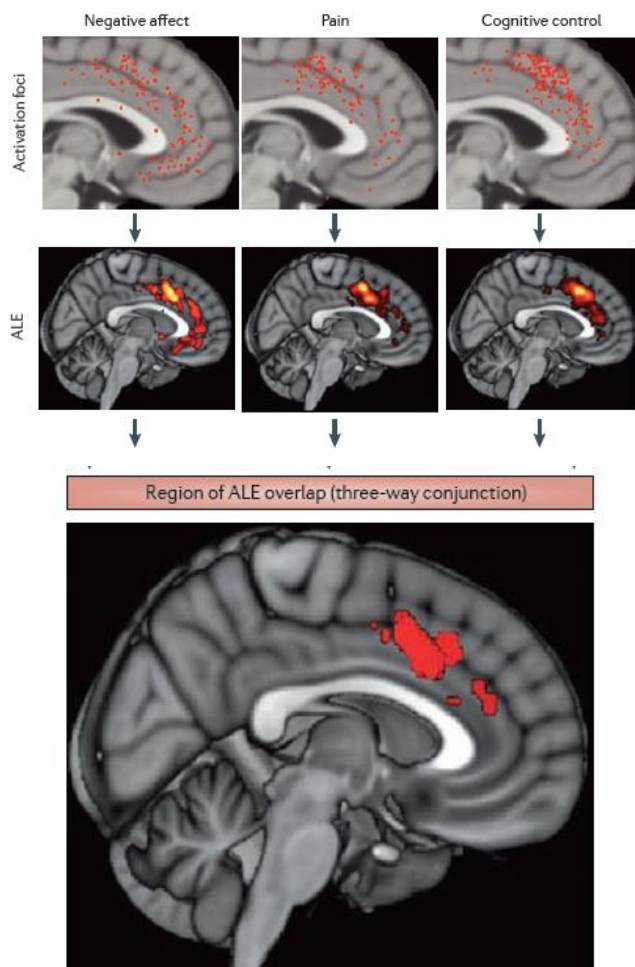 Negative affect
Pain
Cognitive control
Activation foci
ALE
Region of ALE overlap (three-way conjunction)